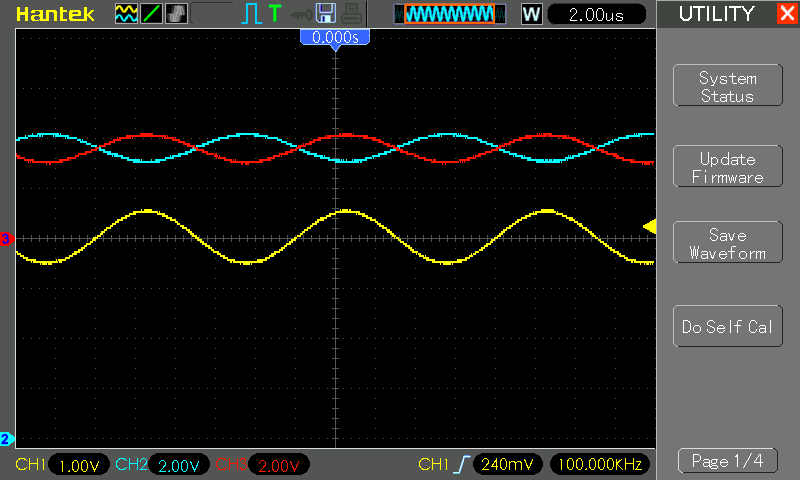 Hantek T W 2.00us UTILITY X
0.000s
System
Status
Update
Firmware
3
Save
Waveform
Do Self Cal
2
CH1 1.00V CH2 2.00V CH3 2.00V CH1 240mV 100.000KHz Page 1/4